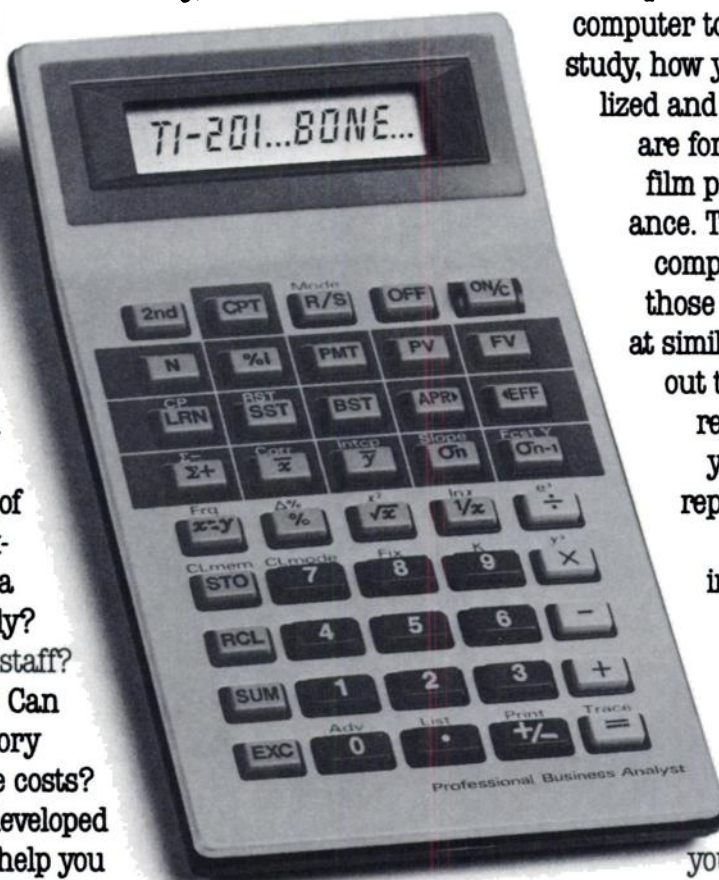 of
a
ly?
staff?
Can
ory
e costs?
eveloped
help you
TI-201...BONE...
Mode
2nd CPT R/S OFF ON/C
N %I PMT PV FV
CP RST
LRN SST BST APR▶ ◀EFF
Σ- Corr Intcp Slope Fcst Y
Σ+ x̅ y̅ σn σn-1
Frq Δ% x² lnx eˣ
x⇄y % √x 1/x ÷
CLmem CLmode Fix K yˣ
STO 7 8 9 ×
RCL 4 5 6 −
SUM 1 2 3 +
Adv List Print Trace
EXC 0 . +/− =
Professional Business Analyst
computer to
study, how y
lized and
are for
film p
ance. T
comp
those
at simil
out t
re
y
rep
in
you